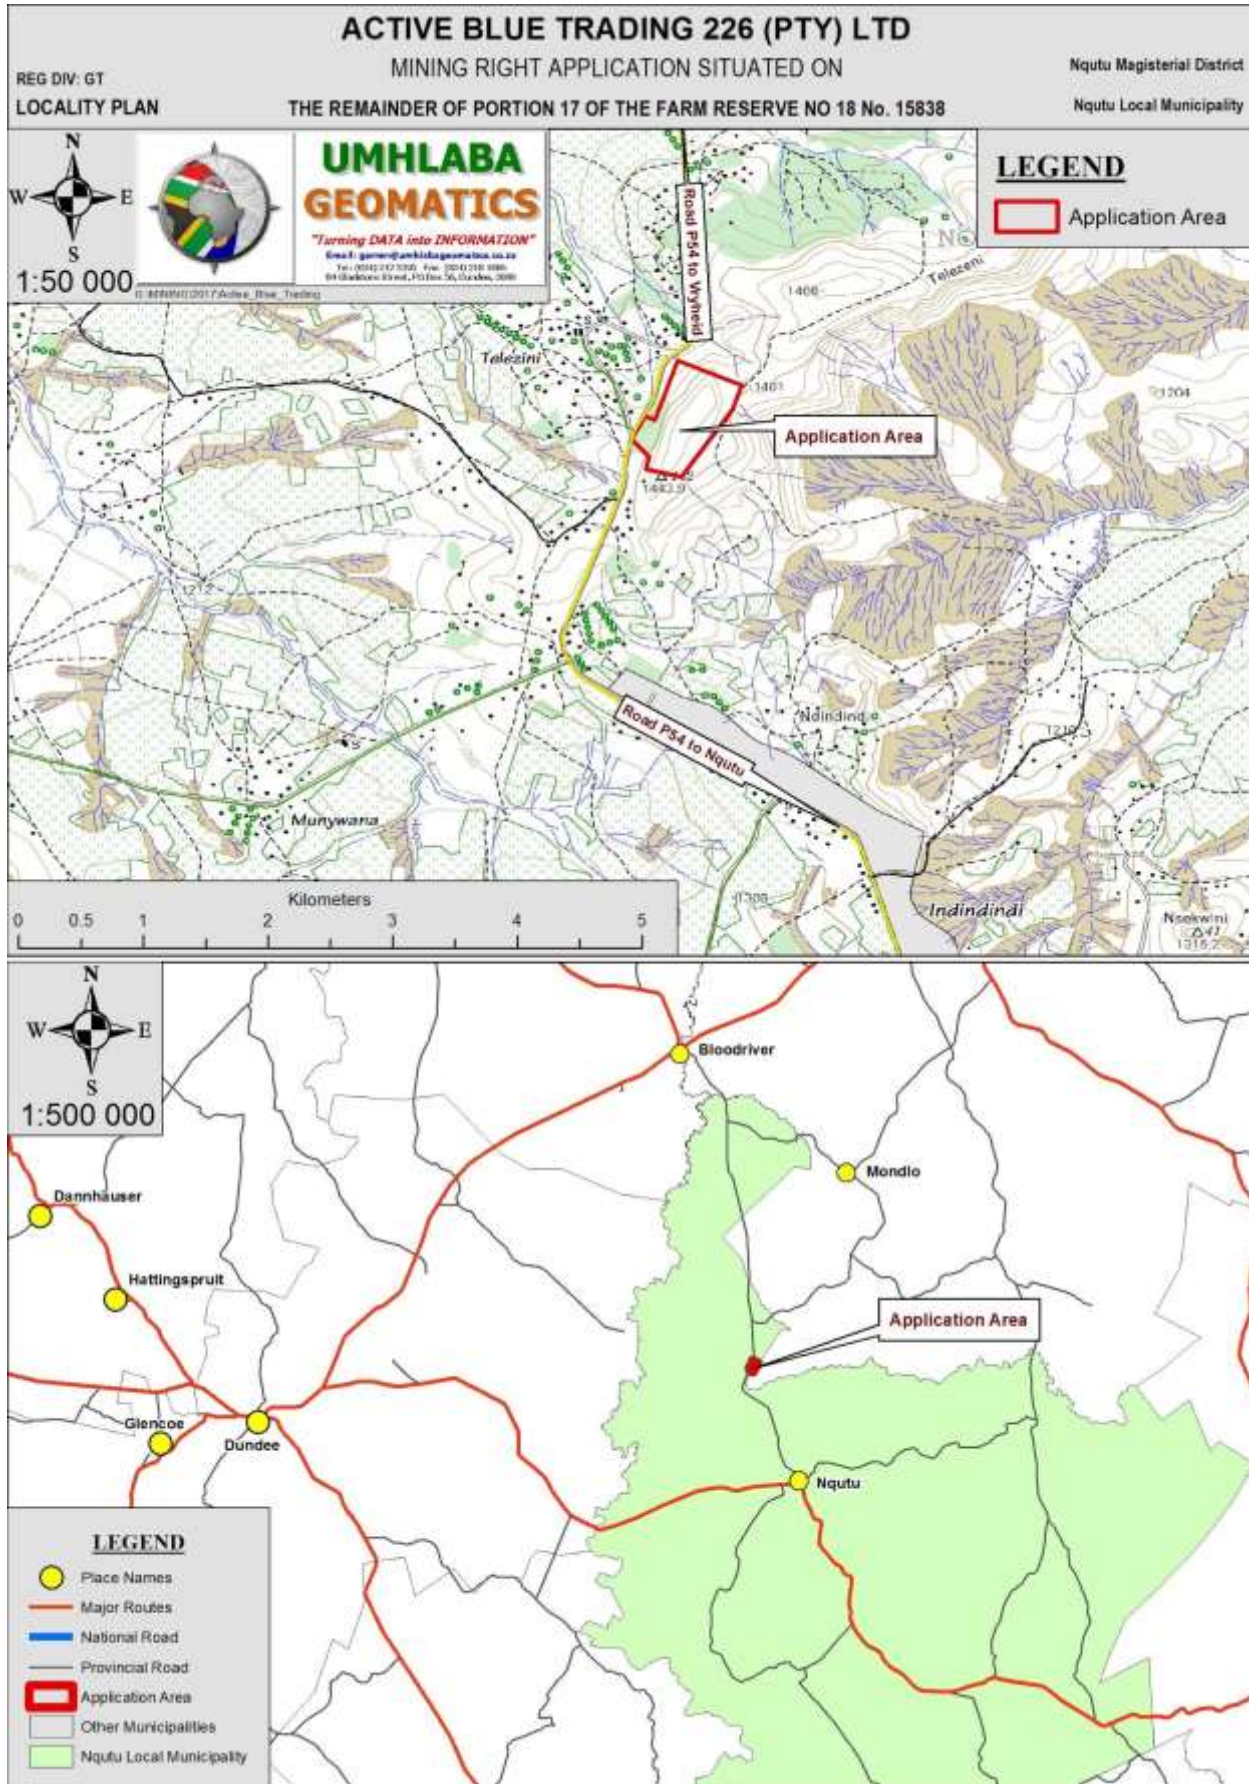 ACTIVE BLUE TRADING 226 (PTY) LTD
MINING RIGHT APPLICATION SITUATED ON
THE REMAINDER OF PORTION 17 OF THE FARM RESERVE NO 18 No. 15838
REG DIV: GT
LOCALITY PLAN
Nqutu Magisterial District
Nqutu Local Municipality
N
W E
S
1:50 000
UMHLABA
GEOMATICS
"Turning DATA into INFORMATION"
LEGEND
Application Area
Road P54 to Vryheid
Telezeni
1401
1204
Telezini
Application Area
1443.9
1212
Road P54 to Nqutu
Ndindindi
1210
Munywana
1306
Indindindi
Nsekwini
Kilometers
0 0.5 1 2 3 4 5
N
W E
S
1:500 000
Bloodriver
Mondlo
Dannhauser
Hattingspruit
Application Area
Glencoe
Dundee
Nqutu
LEGEND
Place Names
Major Routes
National Road
Provincial Road
Application Area
Other Municipalities
Nqutu Local Municipality